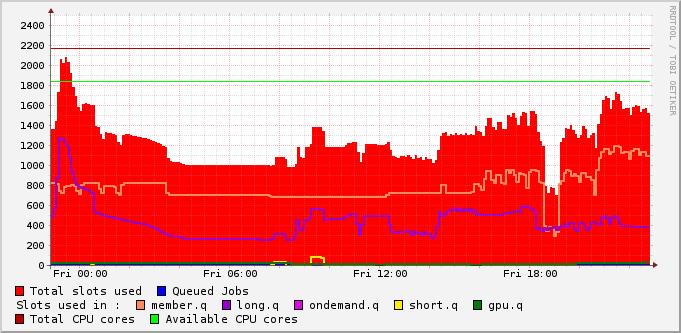 2400
2200
2000
1800
1600
1400
1200
1000
800
600
400
200
0
Fri 00:00 Fri 06:00 Fri 12:00 Fri 18:00
Total slots used Queued Jobs
Slots used in : member.q long.q ondemand.q short.q gpu.q
Total CPU cores Available CPU cores
RRDTOOL / TOBI OETIKER